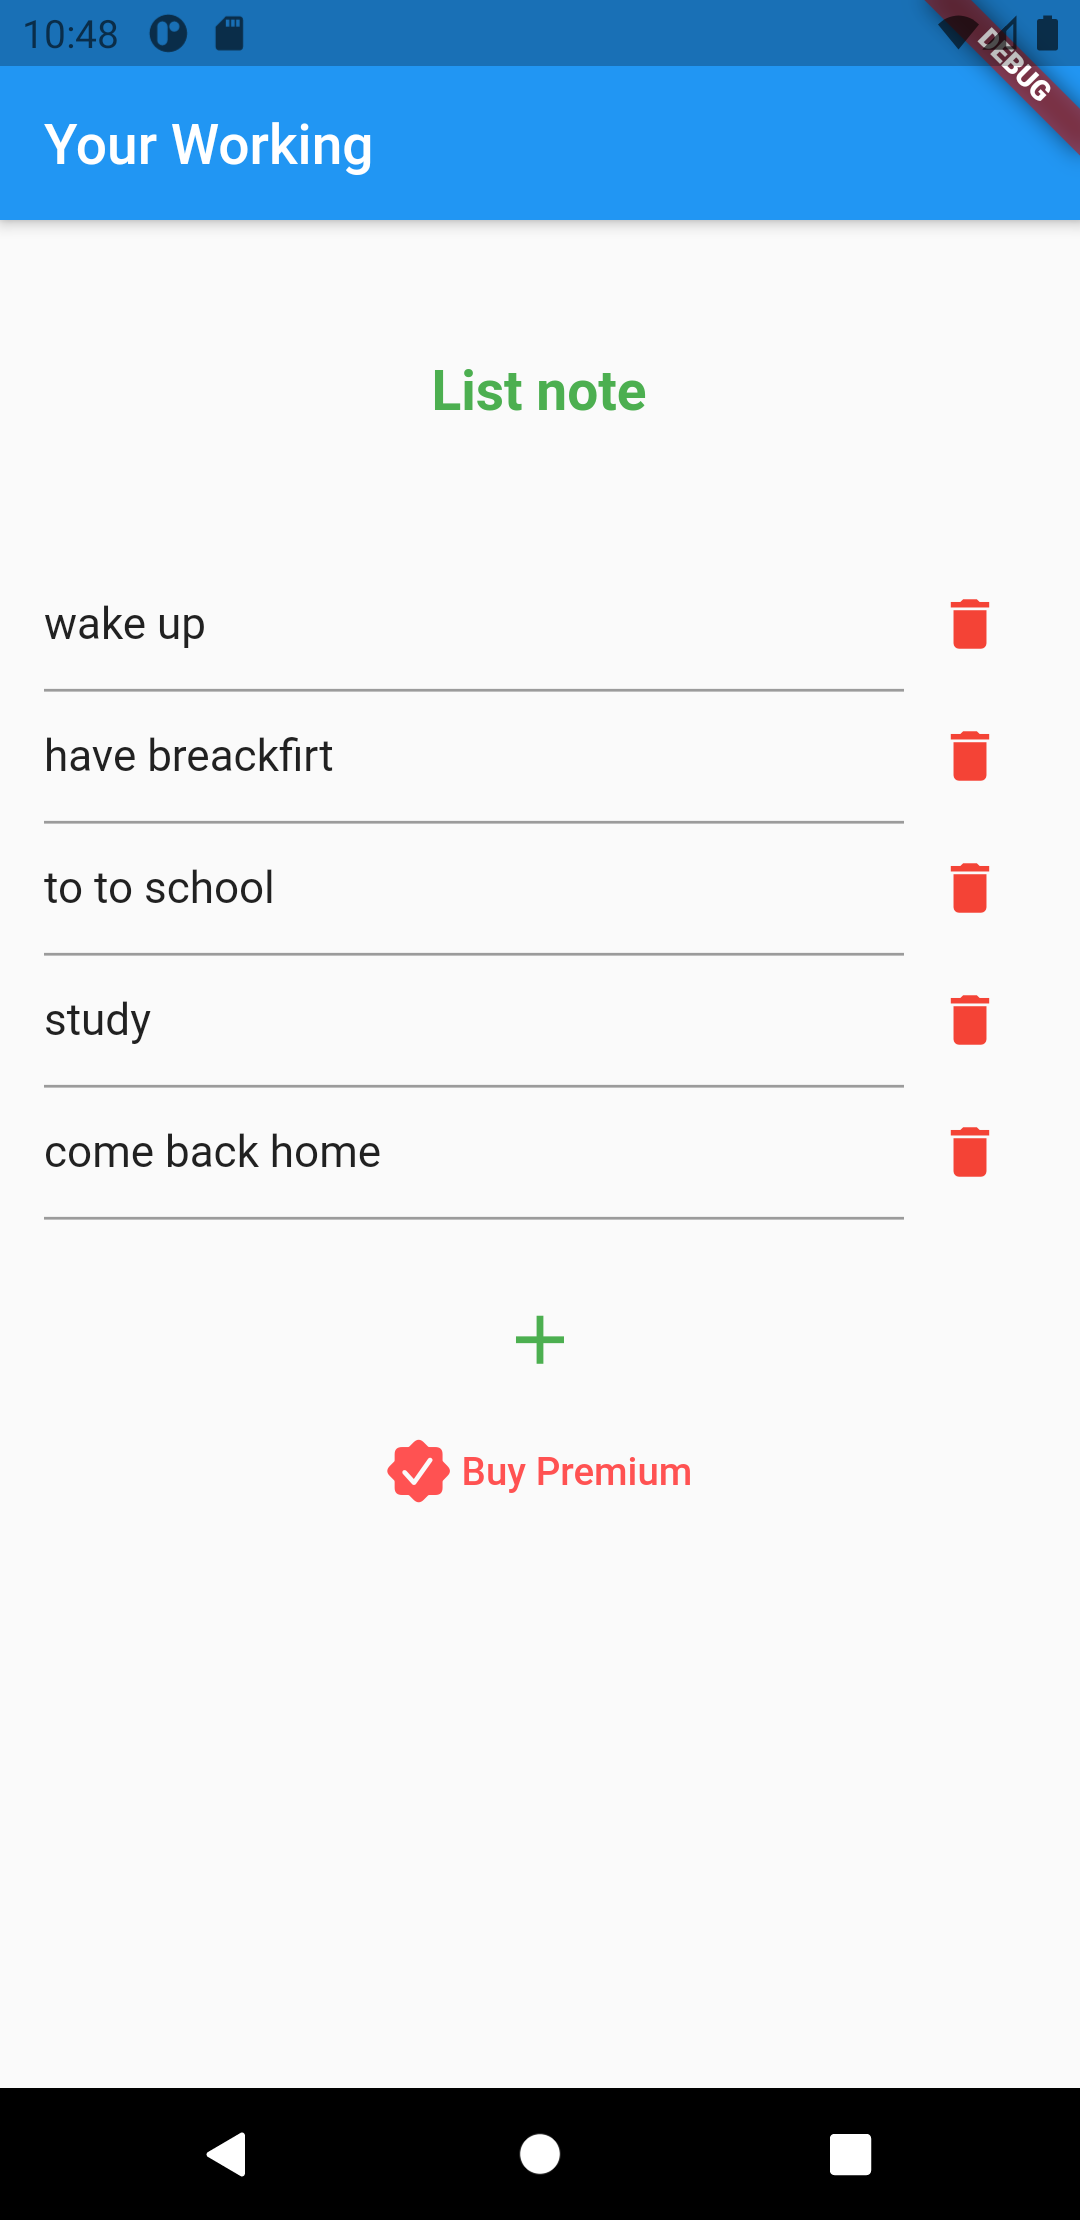 10:48
DEBUG
Your Working
List note
wake up
have breackfirt
to to school
study
come back home
Buy Premium